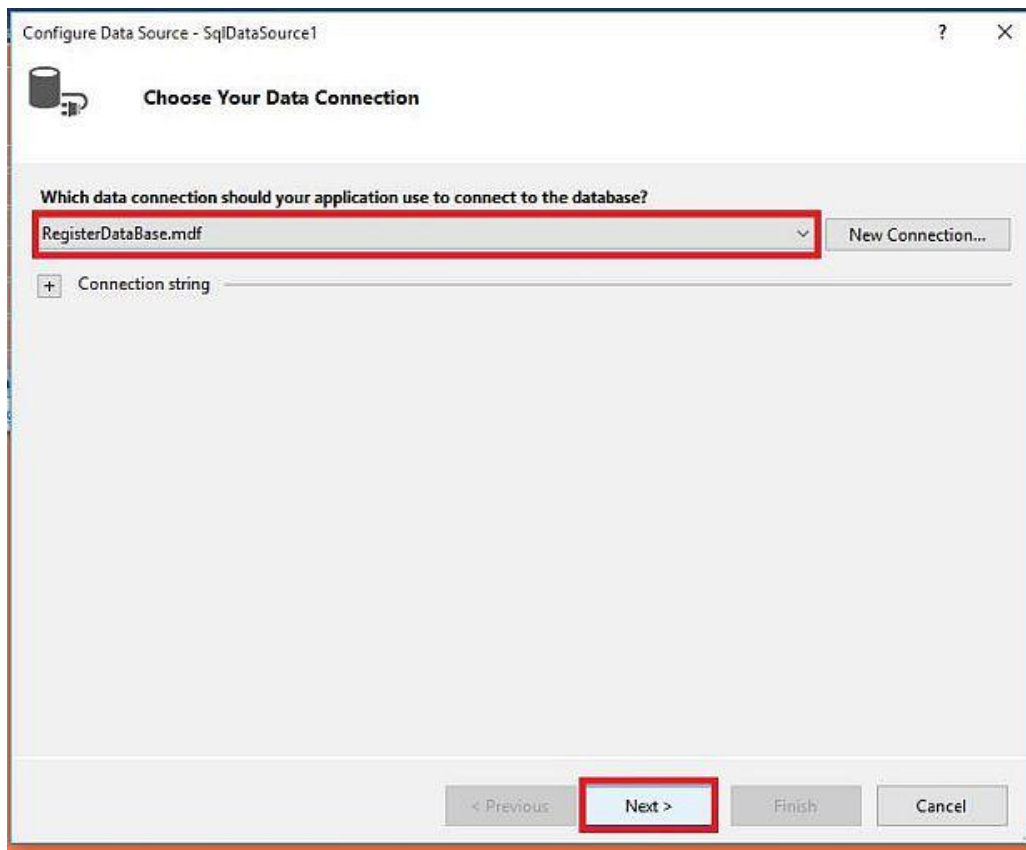 Configure Data Source - SqlDataSource1 ?
Choose Your Data Connection
Which data connection should your application use to connect to the database?
RegisterDataBase.mdf New Connection...
+ Connection string
< Previous Next > Finish Cancel